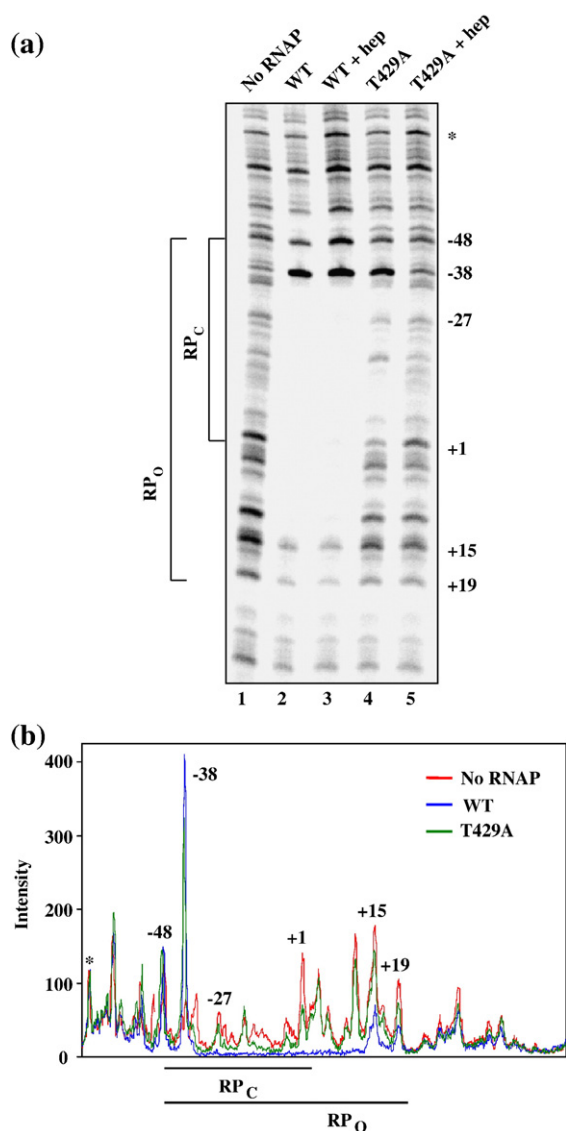 (a)
No RNAP
WT
WT + hep
T429A
T429A + hep
*
-48
-38
-27
+1
+15
+19
RPC
RPO
1 2 3 4 5
(b)
400
300
200
100
0
Intensity
-38
-48
*
-27
+1
+15
+19
No RNAP
WT
T429A
RPC
RPO